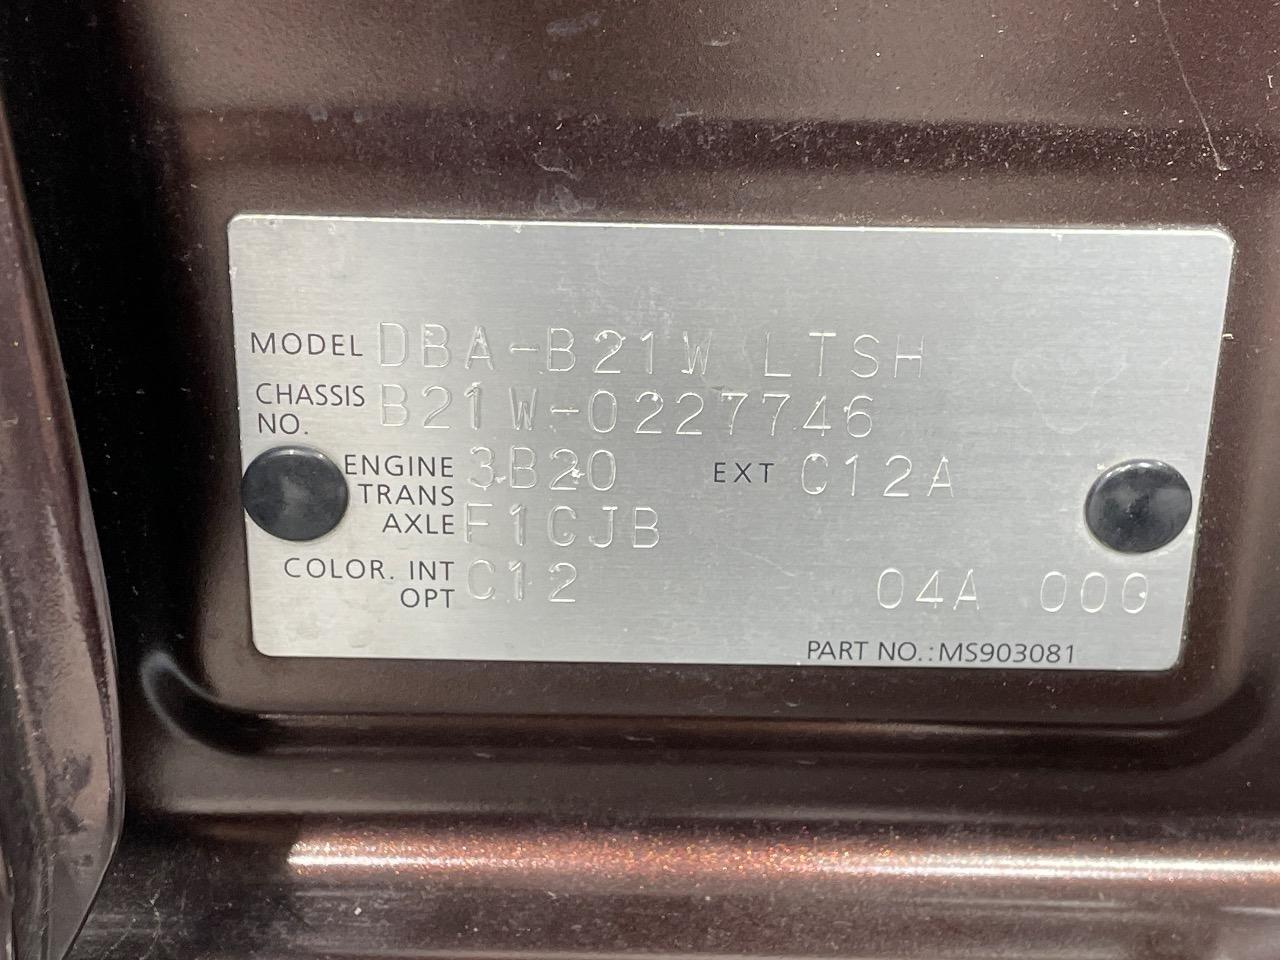 MODEL DBA-B21W LTSH
CHASSIS NO. B21W-0227746
ENGINE 3B20 EXT C12A
TRANS AXLE F1CJB
COLOR. INT C12 04A 000
OPT
PART NO.:MS903081